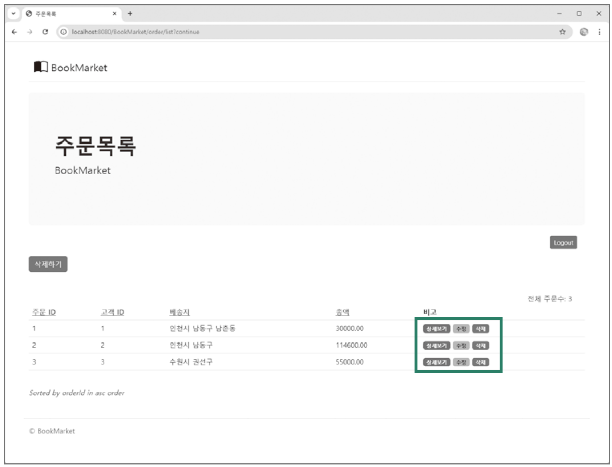 주문목록
localhost:8080/BookMarket/order/list?continue
BookMarket
주문목록
BookMarket
Logout
삭제하기
전체 주문수: 3
주문 ID 고객 ID 배송지 총액 비고
1 1 인천시 남동구 남촌동 30000.00 상세보기 수정 삭제
2 2 인천시 남동구 114600.00 상세보기 수정 삭제
3 3 수원시 권선구 55000.00 상세보기 수정 삭제
Sorted by orderId in asc order
© BookMarket